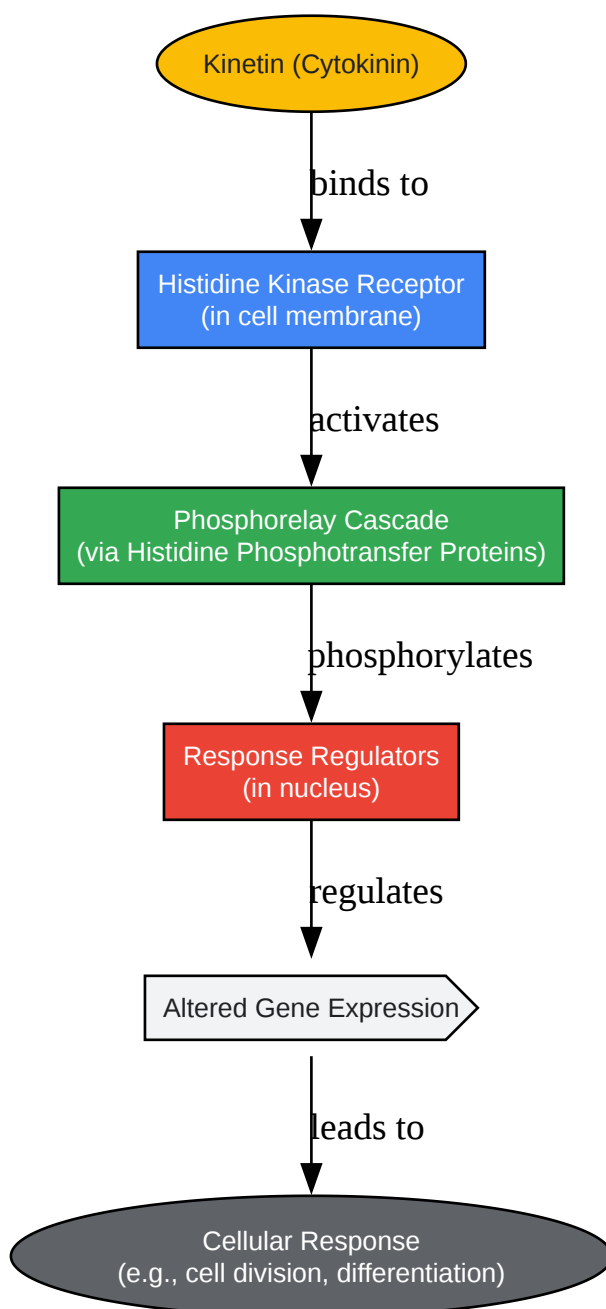 Kinetin (Cytokinin)
binds to
Histidine Kinase Receptor
(in cell membrane)
activates
Phosphorelay Cascade
(via Histidine Phosphotransfer Proteins)
phosphorylates
Response Regulators
(in nucleus)
regulates
Altered Gene Expression
leads to
Cellular Response
(e.g., cell division, differentiation)